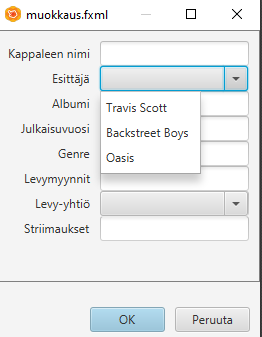 muokkaus.fxml
Kappaleen nimi
Esittäjä
Travis Scott
Backstreet Boys
Oasis
Albumi
Julkaisuvuosi
Genre
Levymyynnit
Levy-yhtiö
Striimaukset
OK
Peruuta